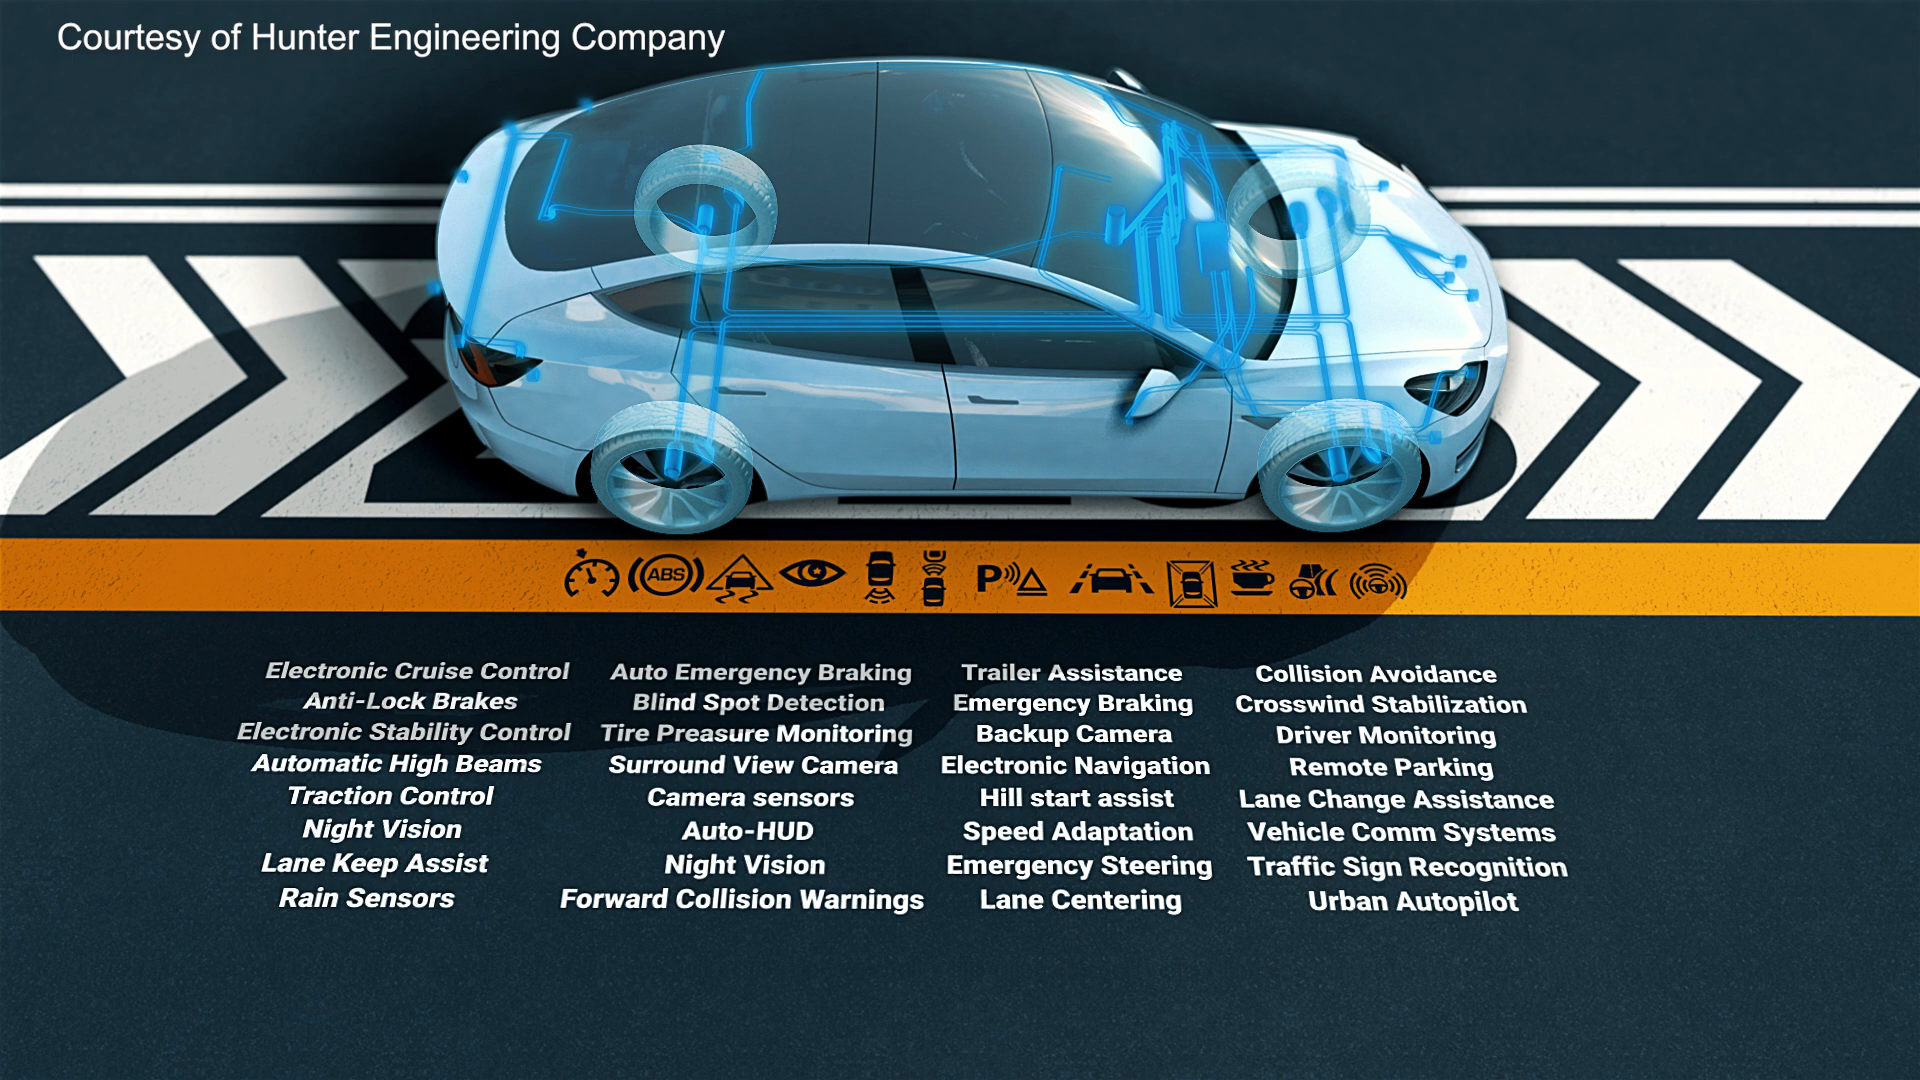 Courtesy of Hunter Engineering Company
ABS
P
Electronic Cruise Control
Anti-Lock Brakes
Electronic Stability Control
Automatic High Beams
Traction Control
Night Vision
Lane Keep Assist
Rain Sensors
Auto Emergency Braking
Blind Spot Detection
Tire Preasure Monitoring
Surround View Camera
Camera sensors
Auto-HUD
Night Vision
Forward Collision Warnings
Trailer Assistance
Emergency Braking
Backup Camera
Electronic Navigation
Hill start assist
Speed Adaptation
Emergency Steering
Lane Centering
Collision Avoidance
Crosswind Stabilization
Driver Monitoring
Remote Parking
Lane Change Assistance
Vehicle Comm Systems
Traffic Sign Recognition
Urban Autopilot